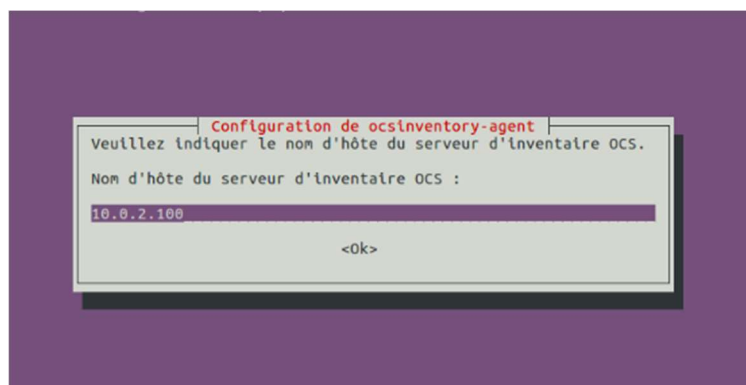 Configuration de ocsinventory-agent
Veuillez indiquer le nom d'hôte du serveur d'inventaire OCS.
Nom d'hôte du serveur d'inventaire OCS :
10.0.2.100
<Ok>